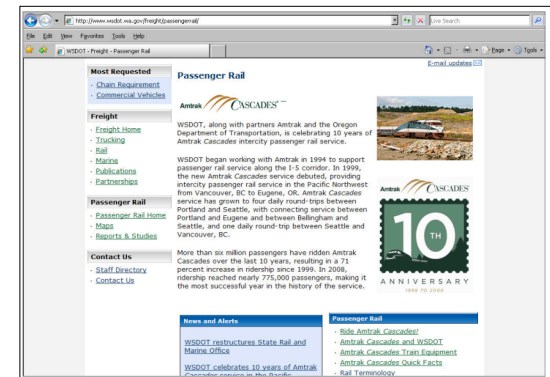 http://www.wsdot.wa.gov/freight/passengerrail/
Live Search
File Edit View Favorites Tools Help
WSDOT - Freight - Passenger Rail
Page Tools
E-mail updates
Most Requested
Chain Requirement
Commercial Vehicles
Freight
Freight Home
Trucking
Rail
Marine
Publications
Partnerships
Passenger Rail
Passenger Rail Home
Maps
Reports & Studies
Contact Us
Staff Directory
Contact Us
Passenger Rail
Amtrak CASCADES
WSDOT, along with partners Amtrak and the Oregon
Department of Transportation, is celebrating 10 years of
Amtrak Cascades intercity passenger rail service.
WSDOT began working with Amtrak in 1994 to support
passenger rail service along the I-5 corridor. In 1999,
the new Amtrak Cascades service debuted, providing
intercity passenger rail service in the Pacific Northwest
from Vancouver, BC to Eugene, OR. Amtrak Cascades
service has grown to four daily round-trips between
Portland and Seattle, with connecting service between
Portland and Eugene and between Bellingham and
Seattle, and one daily round-trip between Seattle and
Vancouver, BC.
More than six million passengers have ridden Amtrak
Cascades over the last 10 years, resulting in a 71
percent increase in ridership since 1999. In 2008,
ridership reached nearly 775,000 passengers, making it
the most successful year in the history of the service.
Amtrak CASCADES
10TH
ANNIVERSARY
1999 TO 2009
News and Alerts
WSDOT restructures State Rail and
Marine Office
WSDOT celebrates 10 years of Amtrak
Cascades service in the Pacific
Passenger Rail
Ride Amtrak Cascades!
Amtrak Cascades and WSDOT
Amtrak Cascades Train Equipment
Amtrak Cascades Quick Facts
Rail Terminology